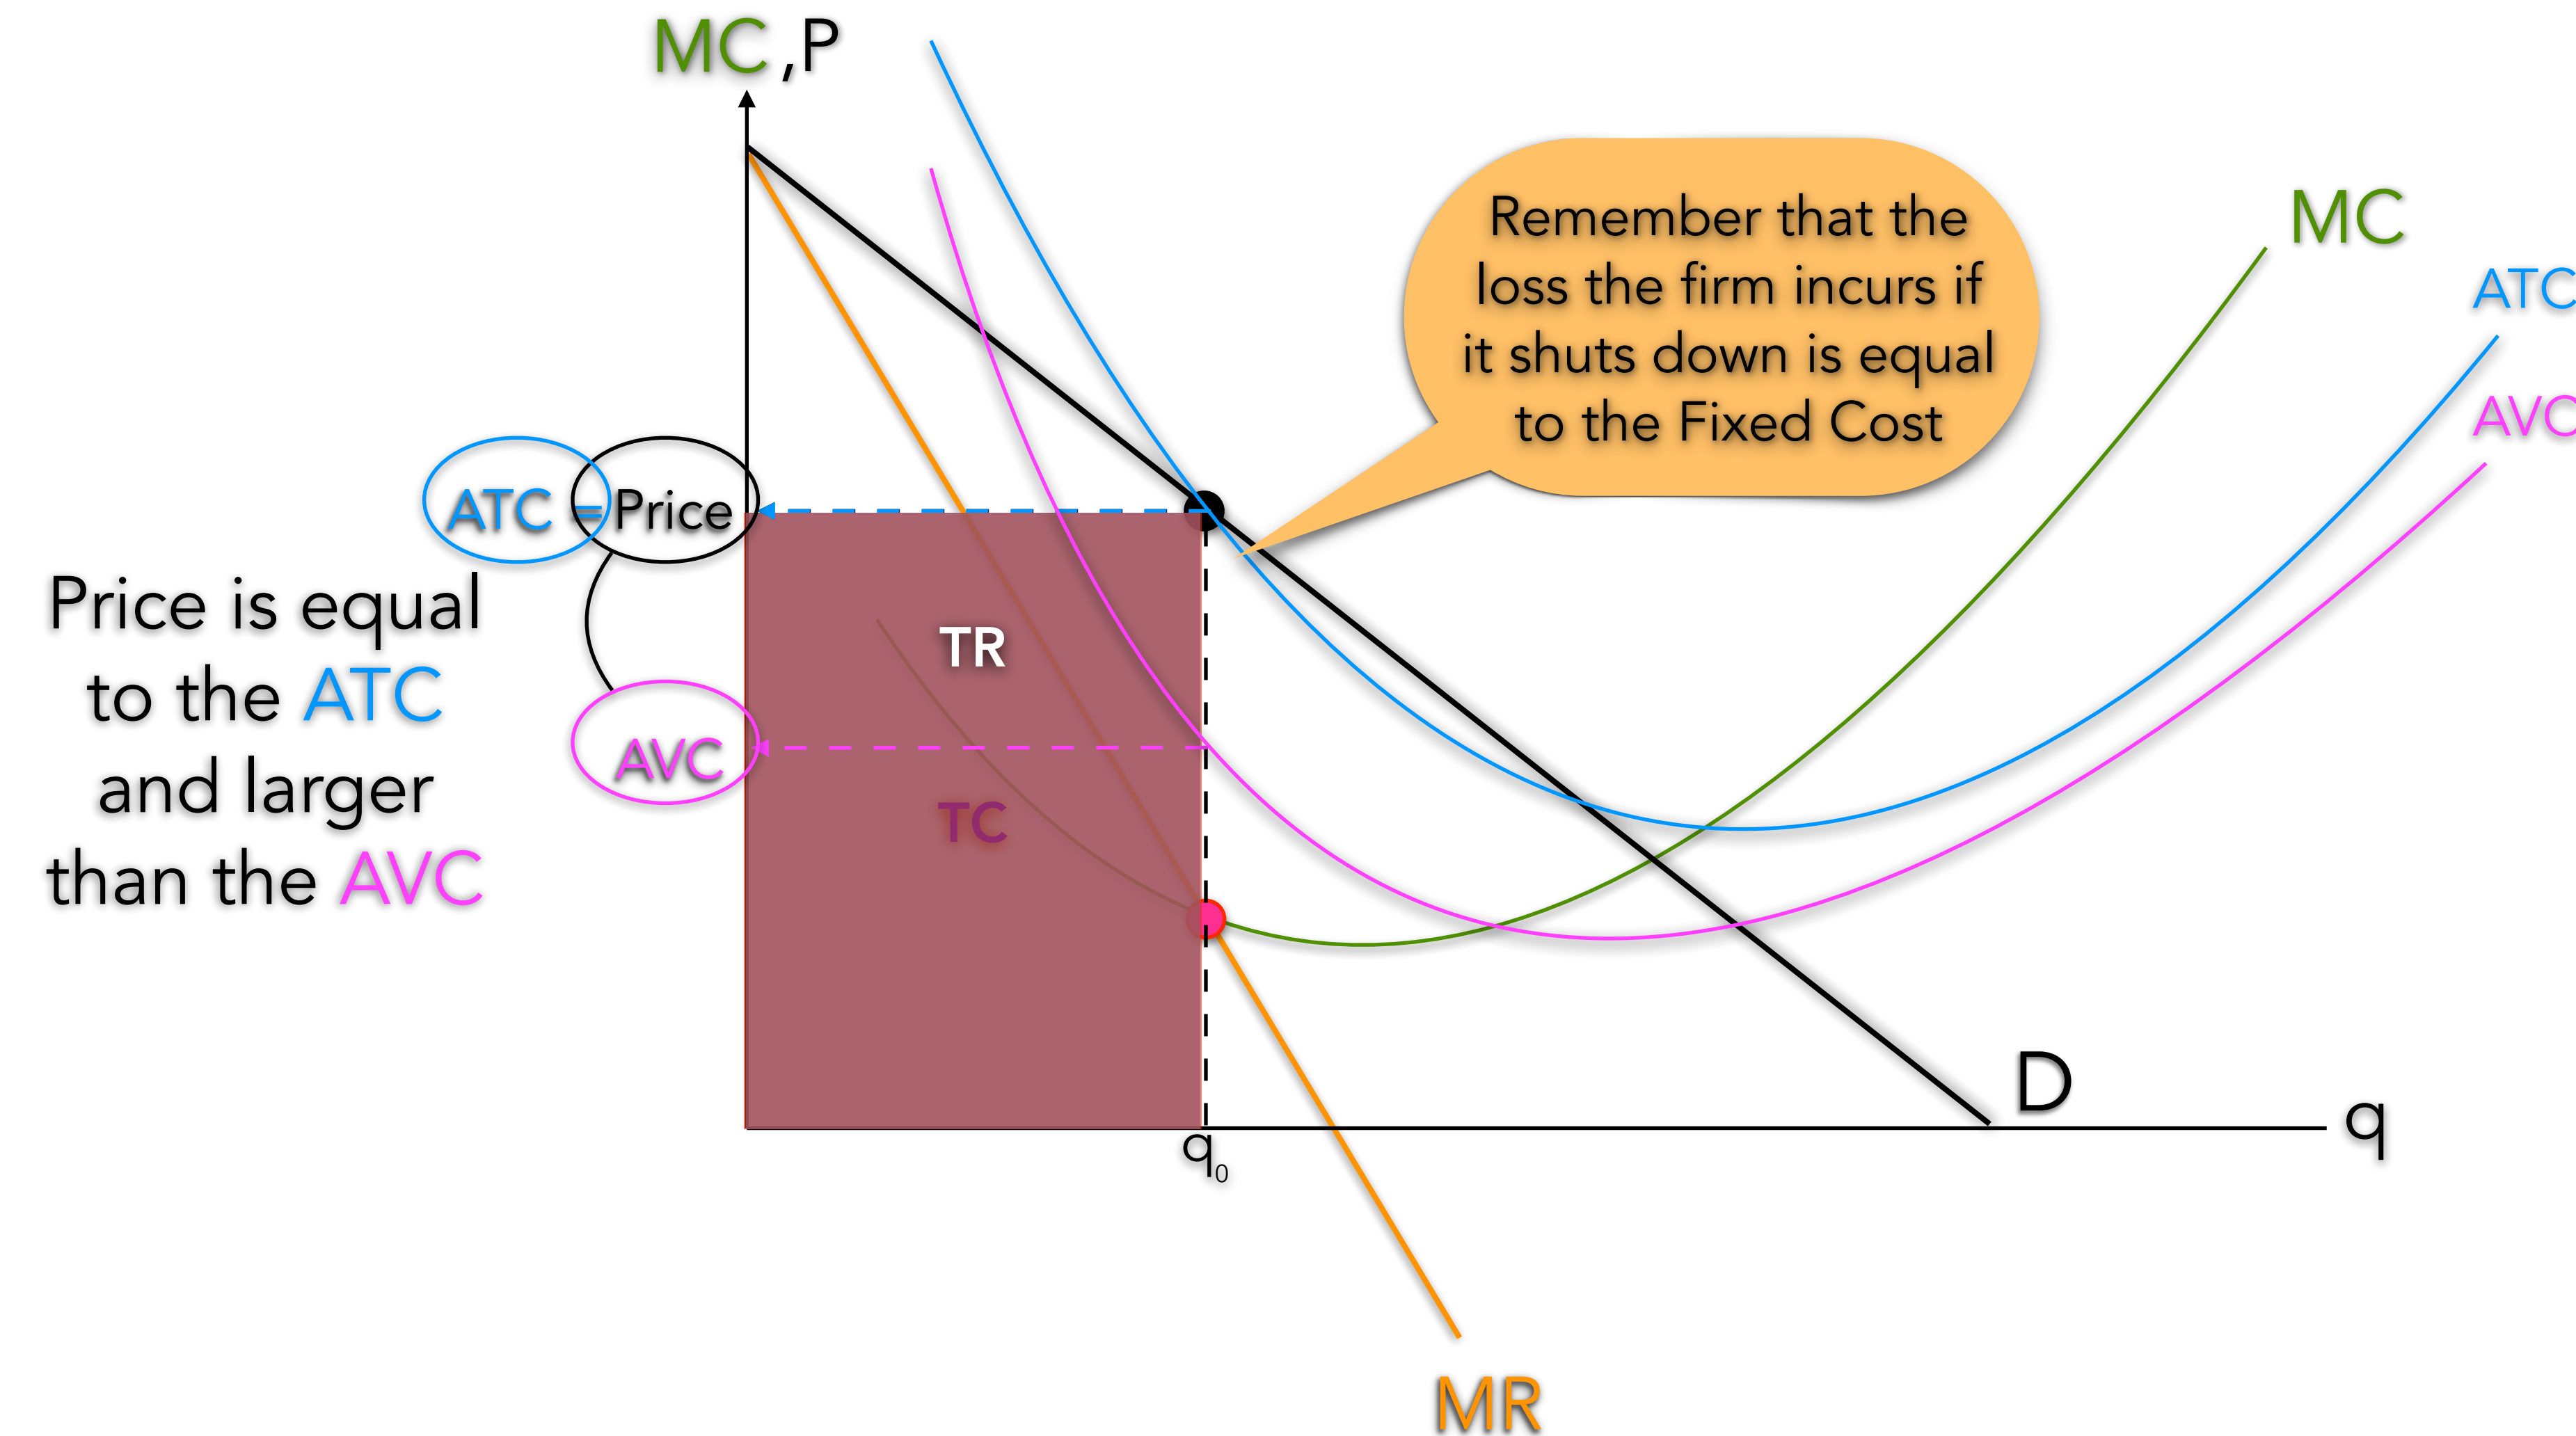 MC ,P
Remember that the
loss the firm incurs if
it shuts down is equal
to the Fixed Cost
MC
ATC
AVC
ATC = Price
Price is equal
to the ATC
and larger
than the AVC
AVC
TR
TC
D
q
q0
MR